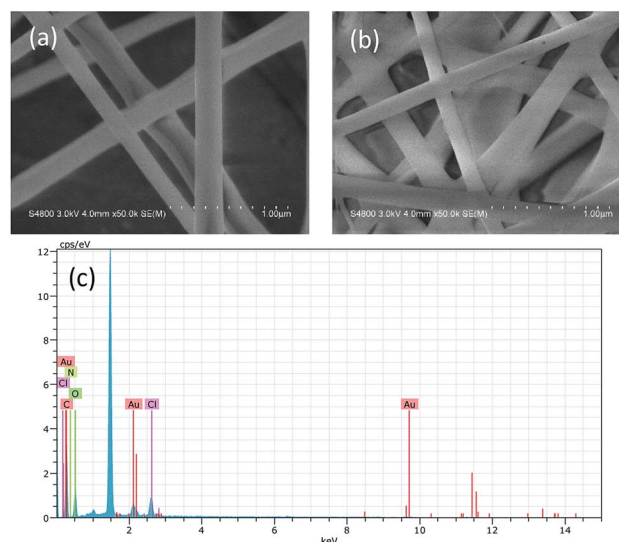 (a)
S4800 3.0kV 4.0mm x50.0k SE(M)
1.00μm
(b)
S4800 3.0kV 4.0mm x50.0k SE(M)
1.00μm
cps/eV
(c)
12
10
8
6
4
2
0
Au
N
Cl
O
C
Au
Cl
Au
2
4
6
8
10
12
14
keV